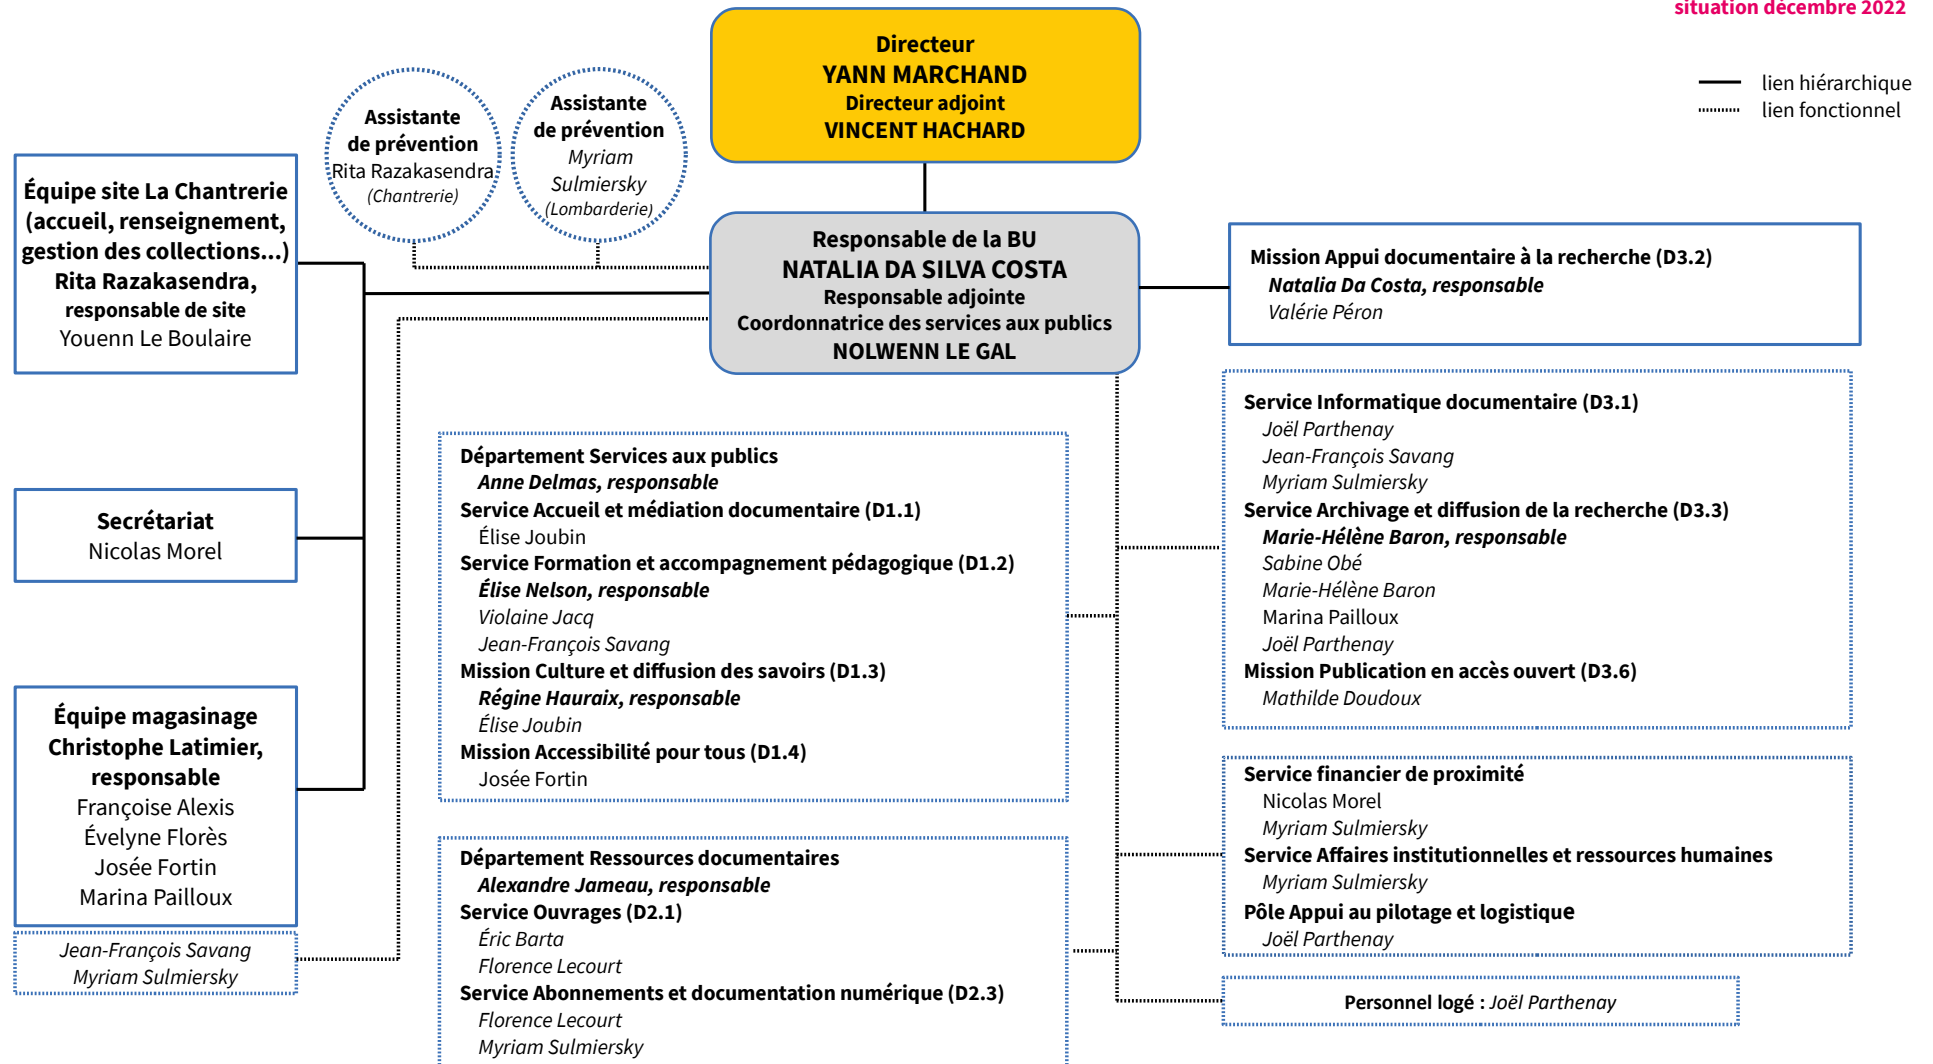 situation décembre 2022
lien hiérarchique
lien fonctionnel
Directeur
YANN MARCHAND
Directeur adjoint
VINCENT HACHARD
Assistante
de prévention
Rita Razakasendra
(Chantrerie)
Assistante
de prévention
Myriam
Sulmiersky
(Lombarderie)
Responsable de la BU
NATALIA DA SILVA COSTA
Responsable adjointe
Coordonnatrice des services aux publics
NOLWENN LE GAL
Équipe site La Chantrerie
(accueil, renseignement,
gestion des collections...)
Rita Razakasendra,
responsable de site
Youenn Le Boulaire
Secrétariat
Nicolas Morel
Équipe magasinage
Christophe Latimier,
responsable
Françoise Alexis
Évelyne Florès
Josée Fortin
Marina Pailloux
Jean-François Savang
Myriam Sulmiersky
Département Services aux publics
Anne Delmas, responsable
Service Accueil et médiation documentaire (D1.1)
Élise Joubin
Service Formation et accompagnement pédagogique (D1.2)
Élise Nelson, responsable
Violaine Jacq
Jean-François Savang
Mission Culture et diffusion des savoirs (D1.3)
Régine Hauraix, responsable
Élise Joubin
Mission Accessibilité pour tous (D1.4)
Josée Fortin
Département Ressources documentaires
Alexandre Jameau, responsable
Service Ouvrages (D2.1)
Éric Barta
Florence Lecourt
Service Abonnements et documentation numérique (D2.3)
Florence Lecourt
Myriam Sulmiersky
Mission Appui documentaire à la recherche (D3.2)
Natalia Da Costa, responsable
Valérie Péron
Service Informatique documentaire (D3.1)
Joël Parthenay
Jean-François Savang
Myriam Sulmiersky
Service Archivage et diffusion de la recherche (D3.3)
Marie-Hélène Baron, responsable
Sabine Obé
Marie-Hélène Baron
Marina Pailloux
Joël Parthenay
Mission Publication en accès ouvert (D3.6)
Mathilde Doudoux
Service financier de proximité
Nicolas Morel
Myriam Sulmiersky
Service Affaires institutionnelles et ressources humaines
Myriam Sulmiersky
Pôle Appui au pilotage et logistique
Joël Parthenay
Personnel logé : Joël Parthenay